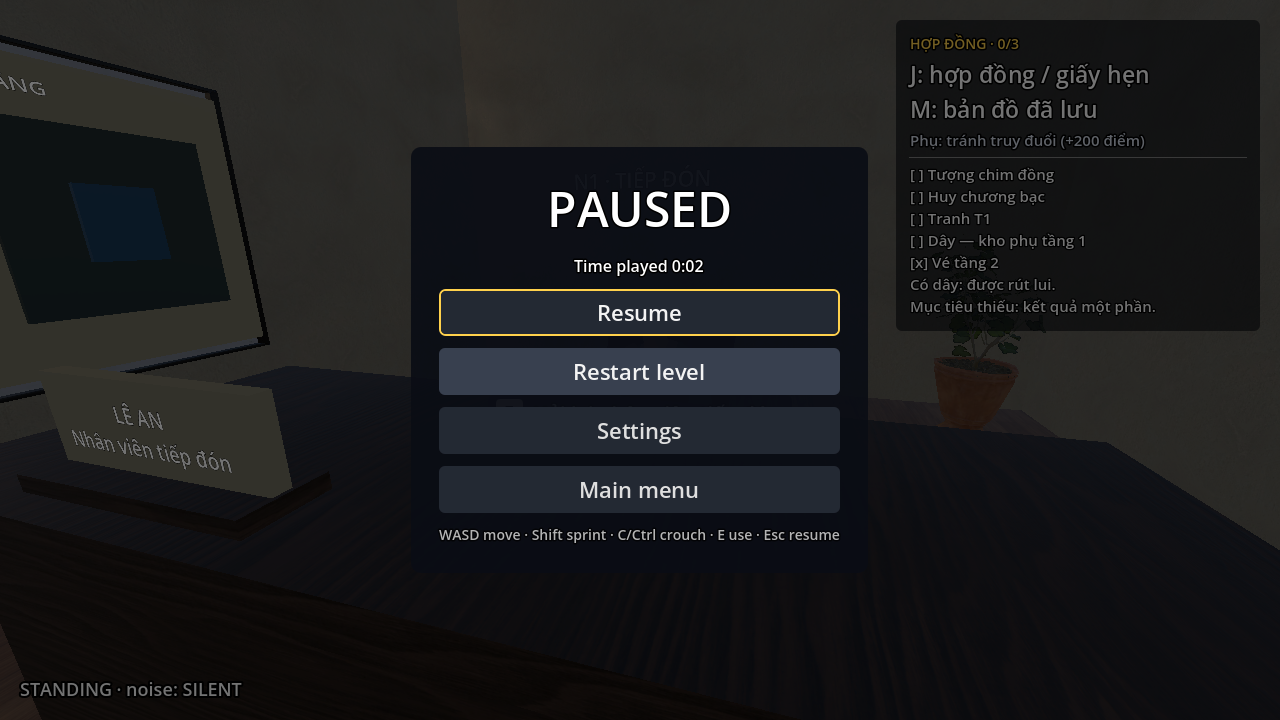 ANG
LÊ AN
Nhân viên tiếp đón
N1: TIẾP ĐÓN
PAUSED
Time played 0:02
Resume
Restart level
Settings
Main menu
WASD move · Shift sprint · C/Ctrl crouch · E use · Esc resume
HỢP ĐỒNG · 0/3
J: hợp đồng / giấy hẹn
M: bản đồ đã lưu
Phụ: tránh truy đuổi (+200 điểm)
[ ] Tượng chim đồng
[ ] Huy chương bạc
[ ] Tranh T1
[ ] Dây — kho phụ tầng 1
[x] Vé tầng 2
Có dây: được rút lui.
Mục tiêu thiếu: kết quả một phần.
STANDING · noise: SILENT